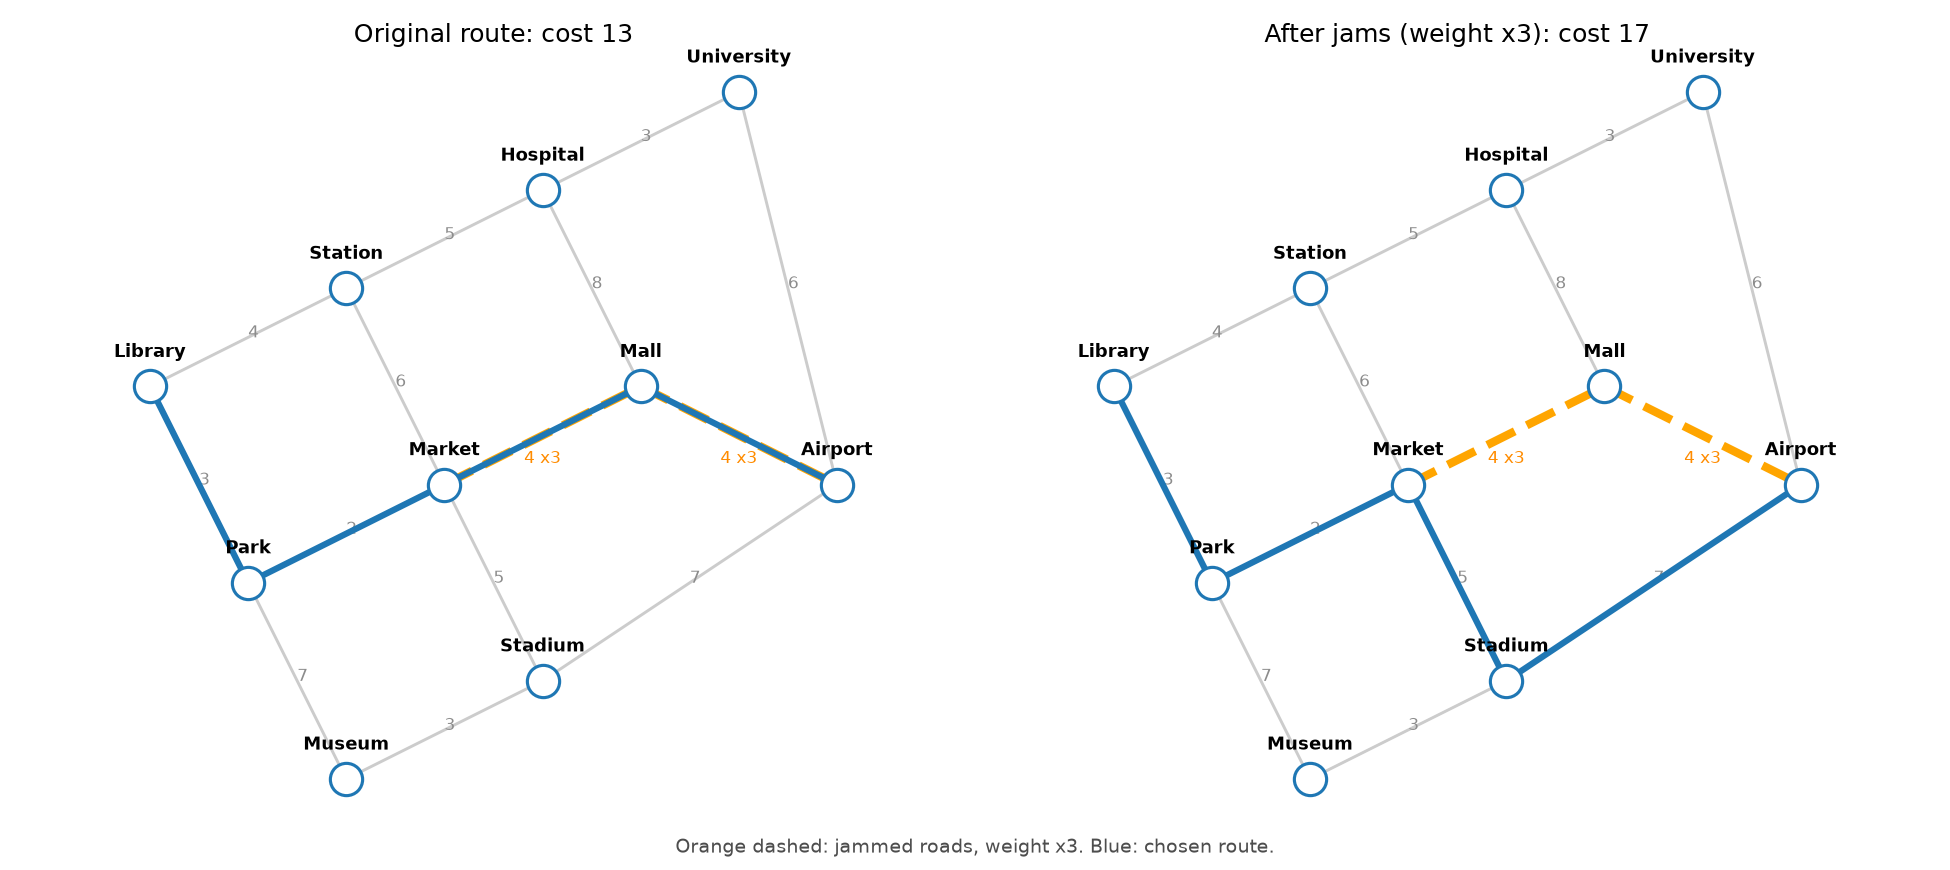 Original route: cost 13
University
3
Hospital
5
Station
8
6
4
Library
Mall
6
Market
Airport
4 x3
4 x3
3
Park
5
7
Stadium
7
3
Museum
After jams (weight x3): cost 17
University
3
Hospital
5
Station
8
6
4
Library
Mall
6
Market
Airport
4 x3
4 x3
3
Park
5
Stadium
7
3
Museum
Orange dashed: jammed roads, weight x3. Blue: chosen route.